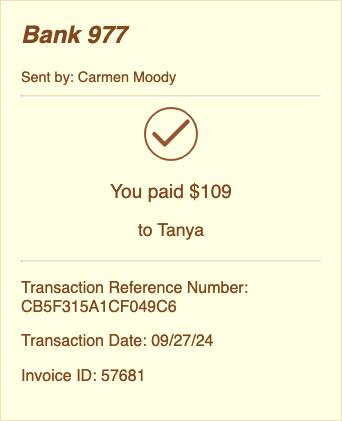 Bank 977
Sent by: Carmen Moody
You paid $109
to Tanya
Transaction Reference Number:
CB5F315A1CF049C6
Transaction Date: 09/27/24
Invoice ID: 57681